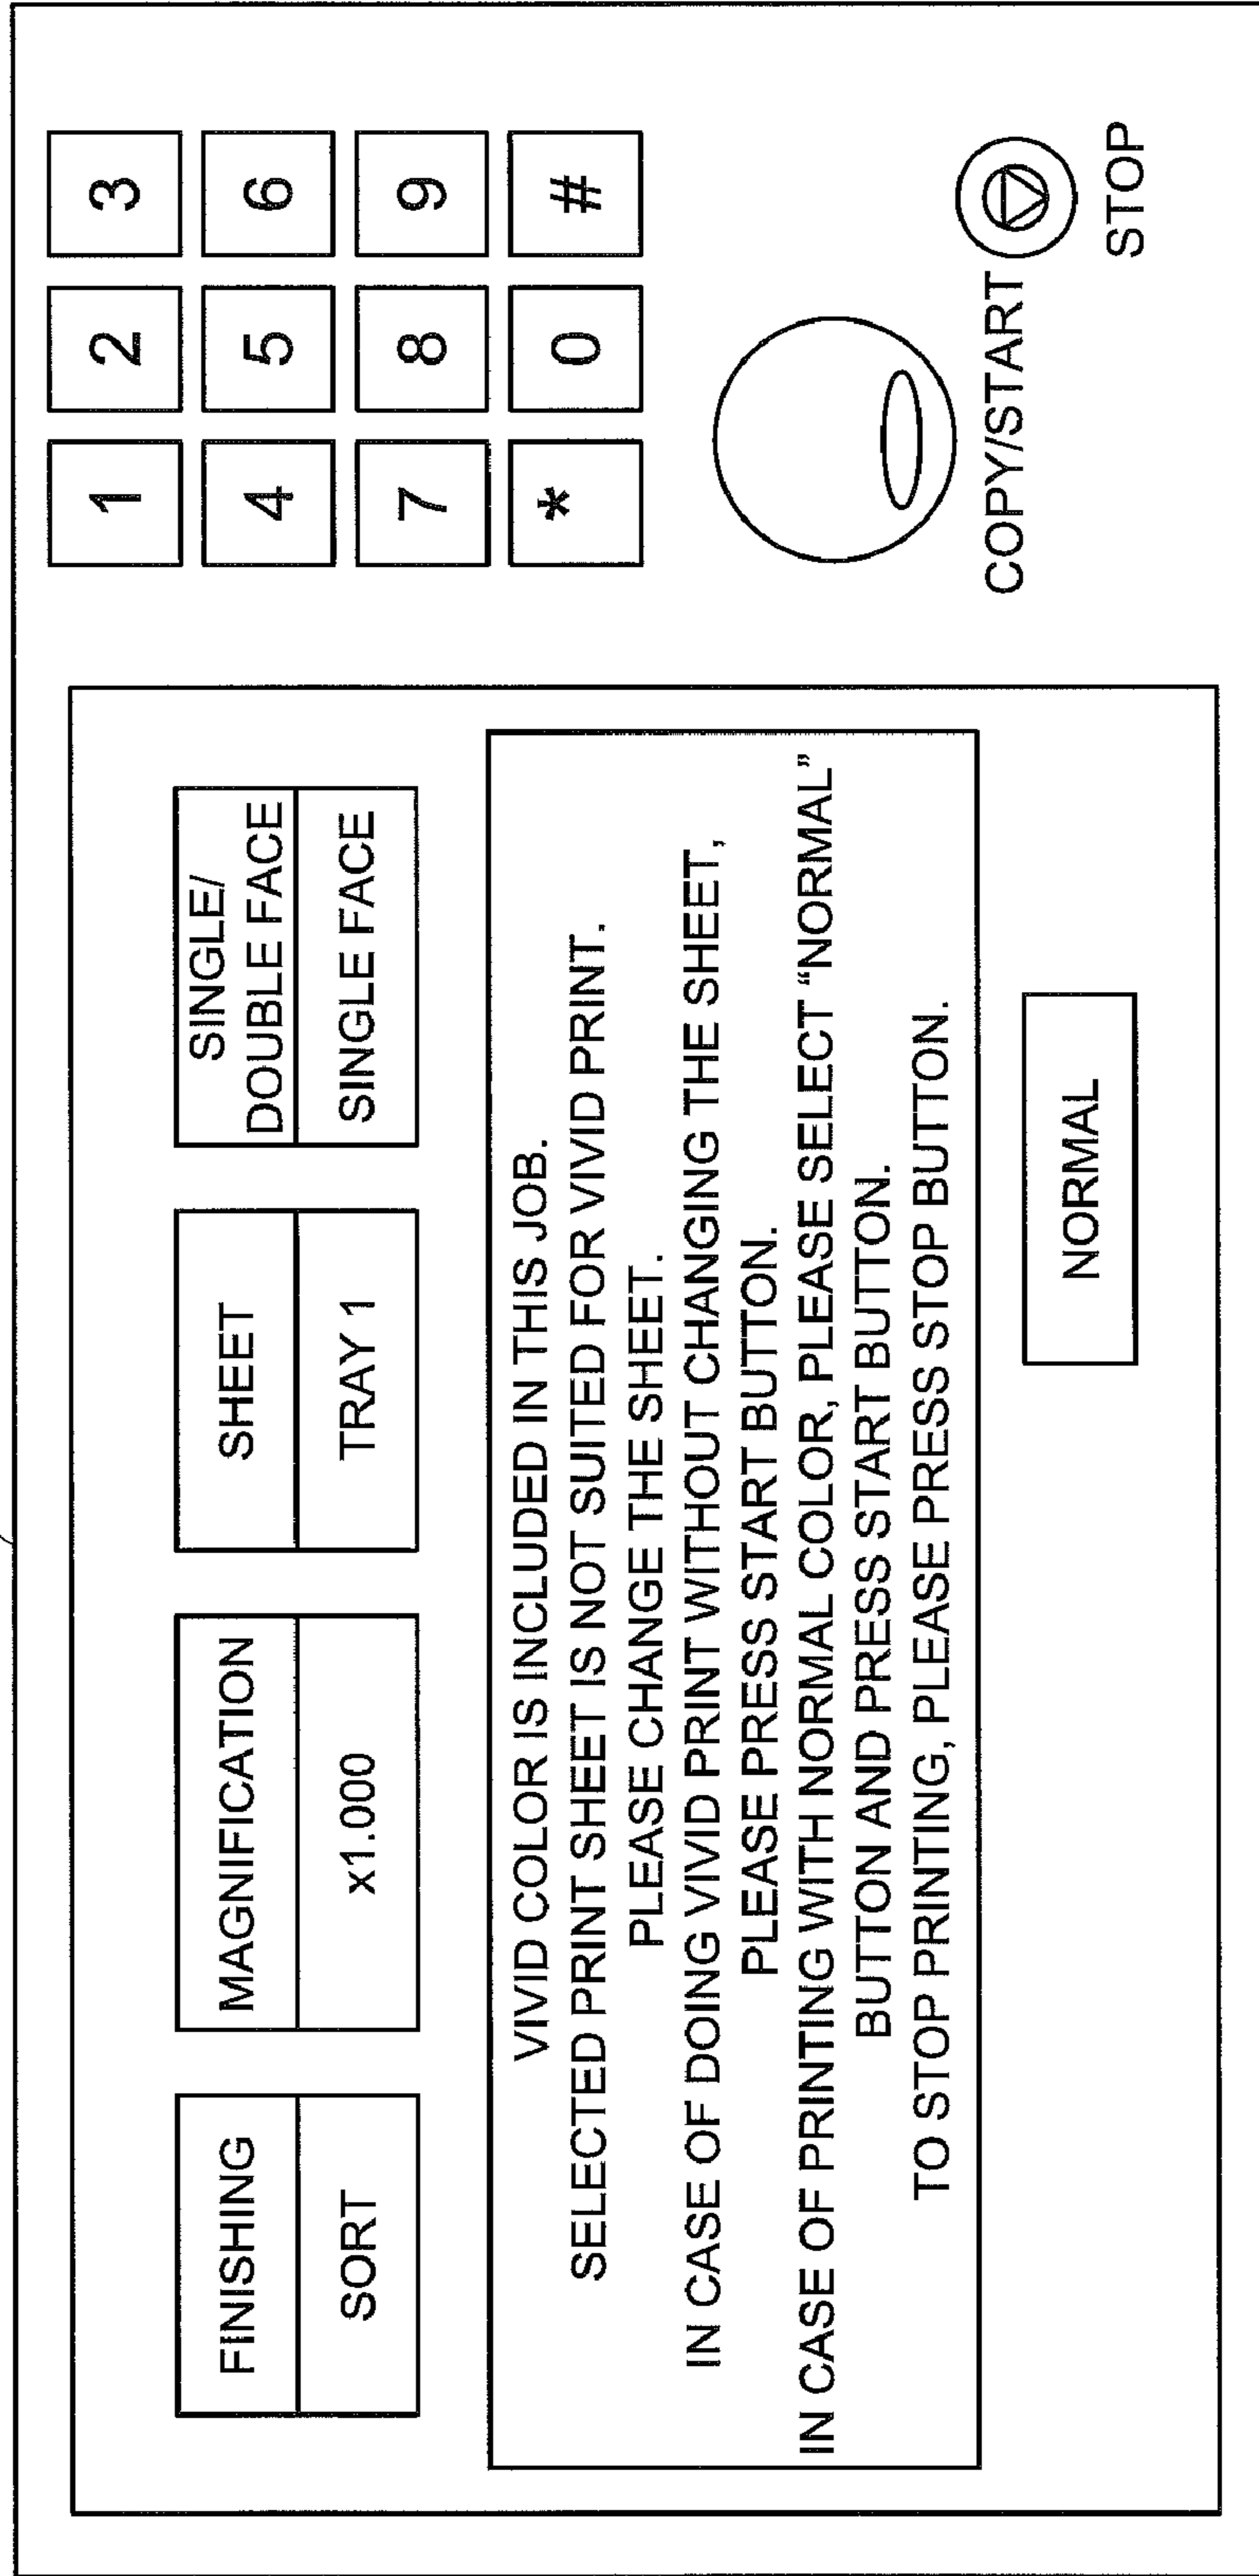 FINISHING
SORT
MAGNIFICATION
x1.000
SHEET
TRAY 1
SINGLE/
DOUBLE FACE
SINGLE FACE
VIVID COLOR IS INCLUDED IN THIS JOB.
SELECTED PRINT SHEET IS NOT SUITED FOR VIVID PRINT.
PLEASE CHANGE THE SHEET.
IN CASE OF DOING VIVID PRINT WITHOUT CHANGING THE SHEET,
PLEASE PRESS START BUTTON.
IN CASE OF PRINTING WITH NORMAL COLOR, PLEASE SELECT “NORMAL”
BUTTON AND PRESS START BUTTON.
TO STOP PRINTING, PLEASE PRESS STOP BUTTON.
NORMAL
1 2 3
4 5 6
7 8 9
* 0 #
COPY/START
STOP